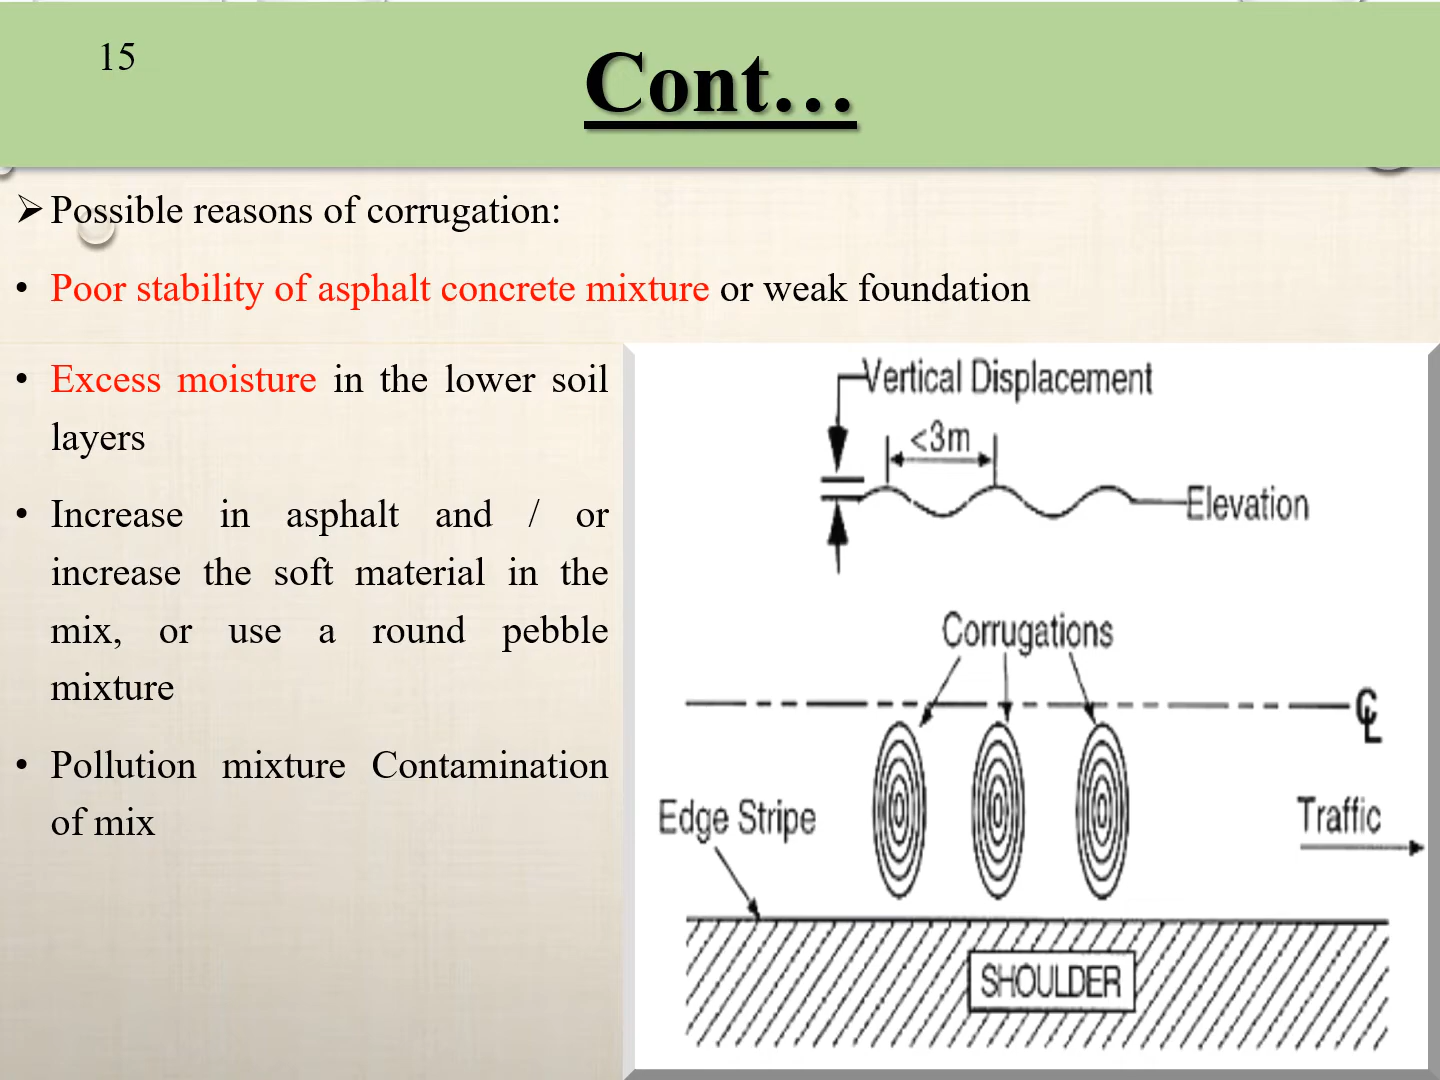 15
Cont…
➢ Possible reasons of corrugation:
• Poor stability of asphalt concrete mixture or weak foundation
• Excess moisture in the lower soil
layers
• Increase in asphalt and / or
increase the soft material in the
mix, or use a round pebble
mixture
• Pollution mixture Contamination
of mix
Vertical Displacement
<3m
Elevation
Corrugations
℄
Edge Stripe
Traffic
SHOULDER